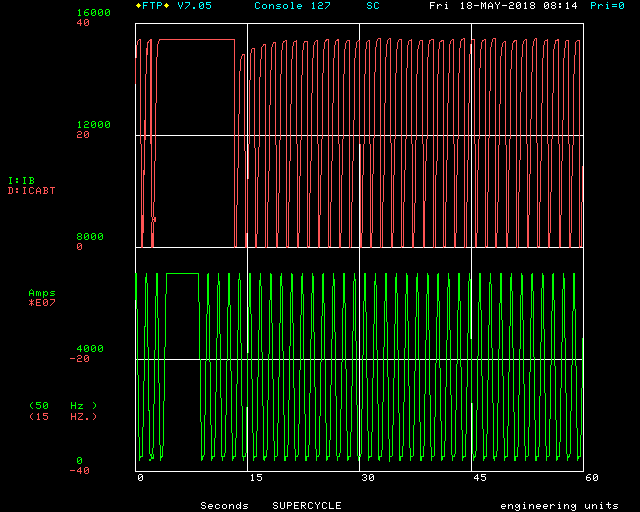 ◆FTP◆ V7.05 Console 127 SC Fri 18-MAY-2018 08:14 Pri=0
16000
40
12000
20
I:IB
D:ICABT
8000
0
Amps
*E07
4000
-20
(50 Hz )
(15 HZ.)
0
-40
0 15 30 45 60
Seconds SUPERCYCLE engineering units